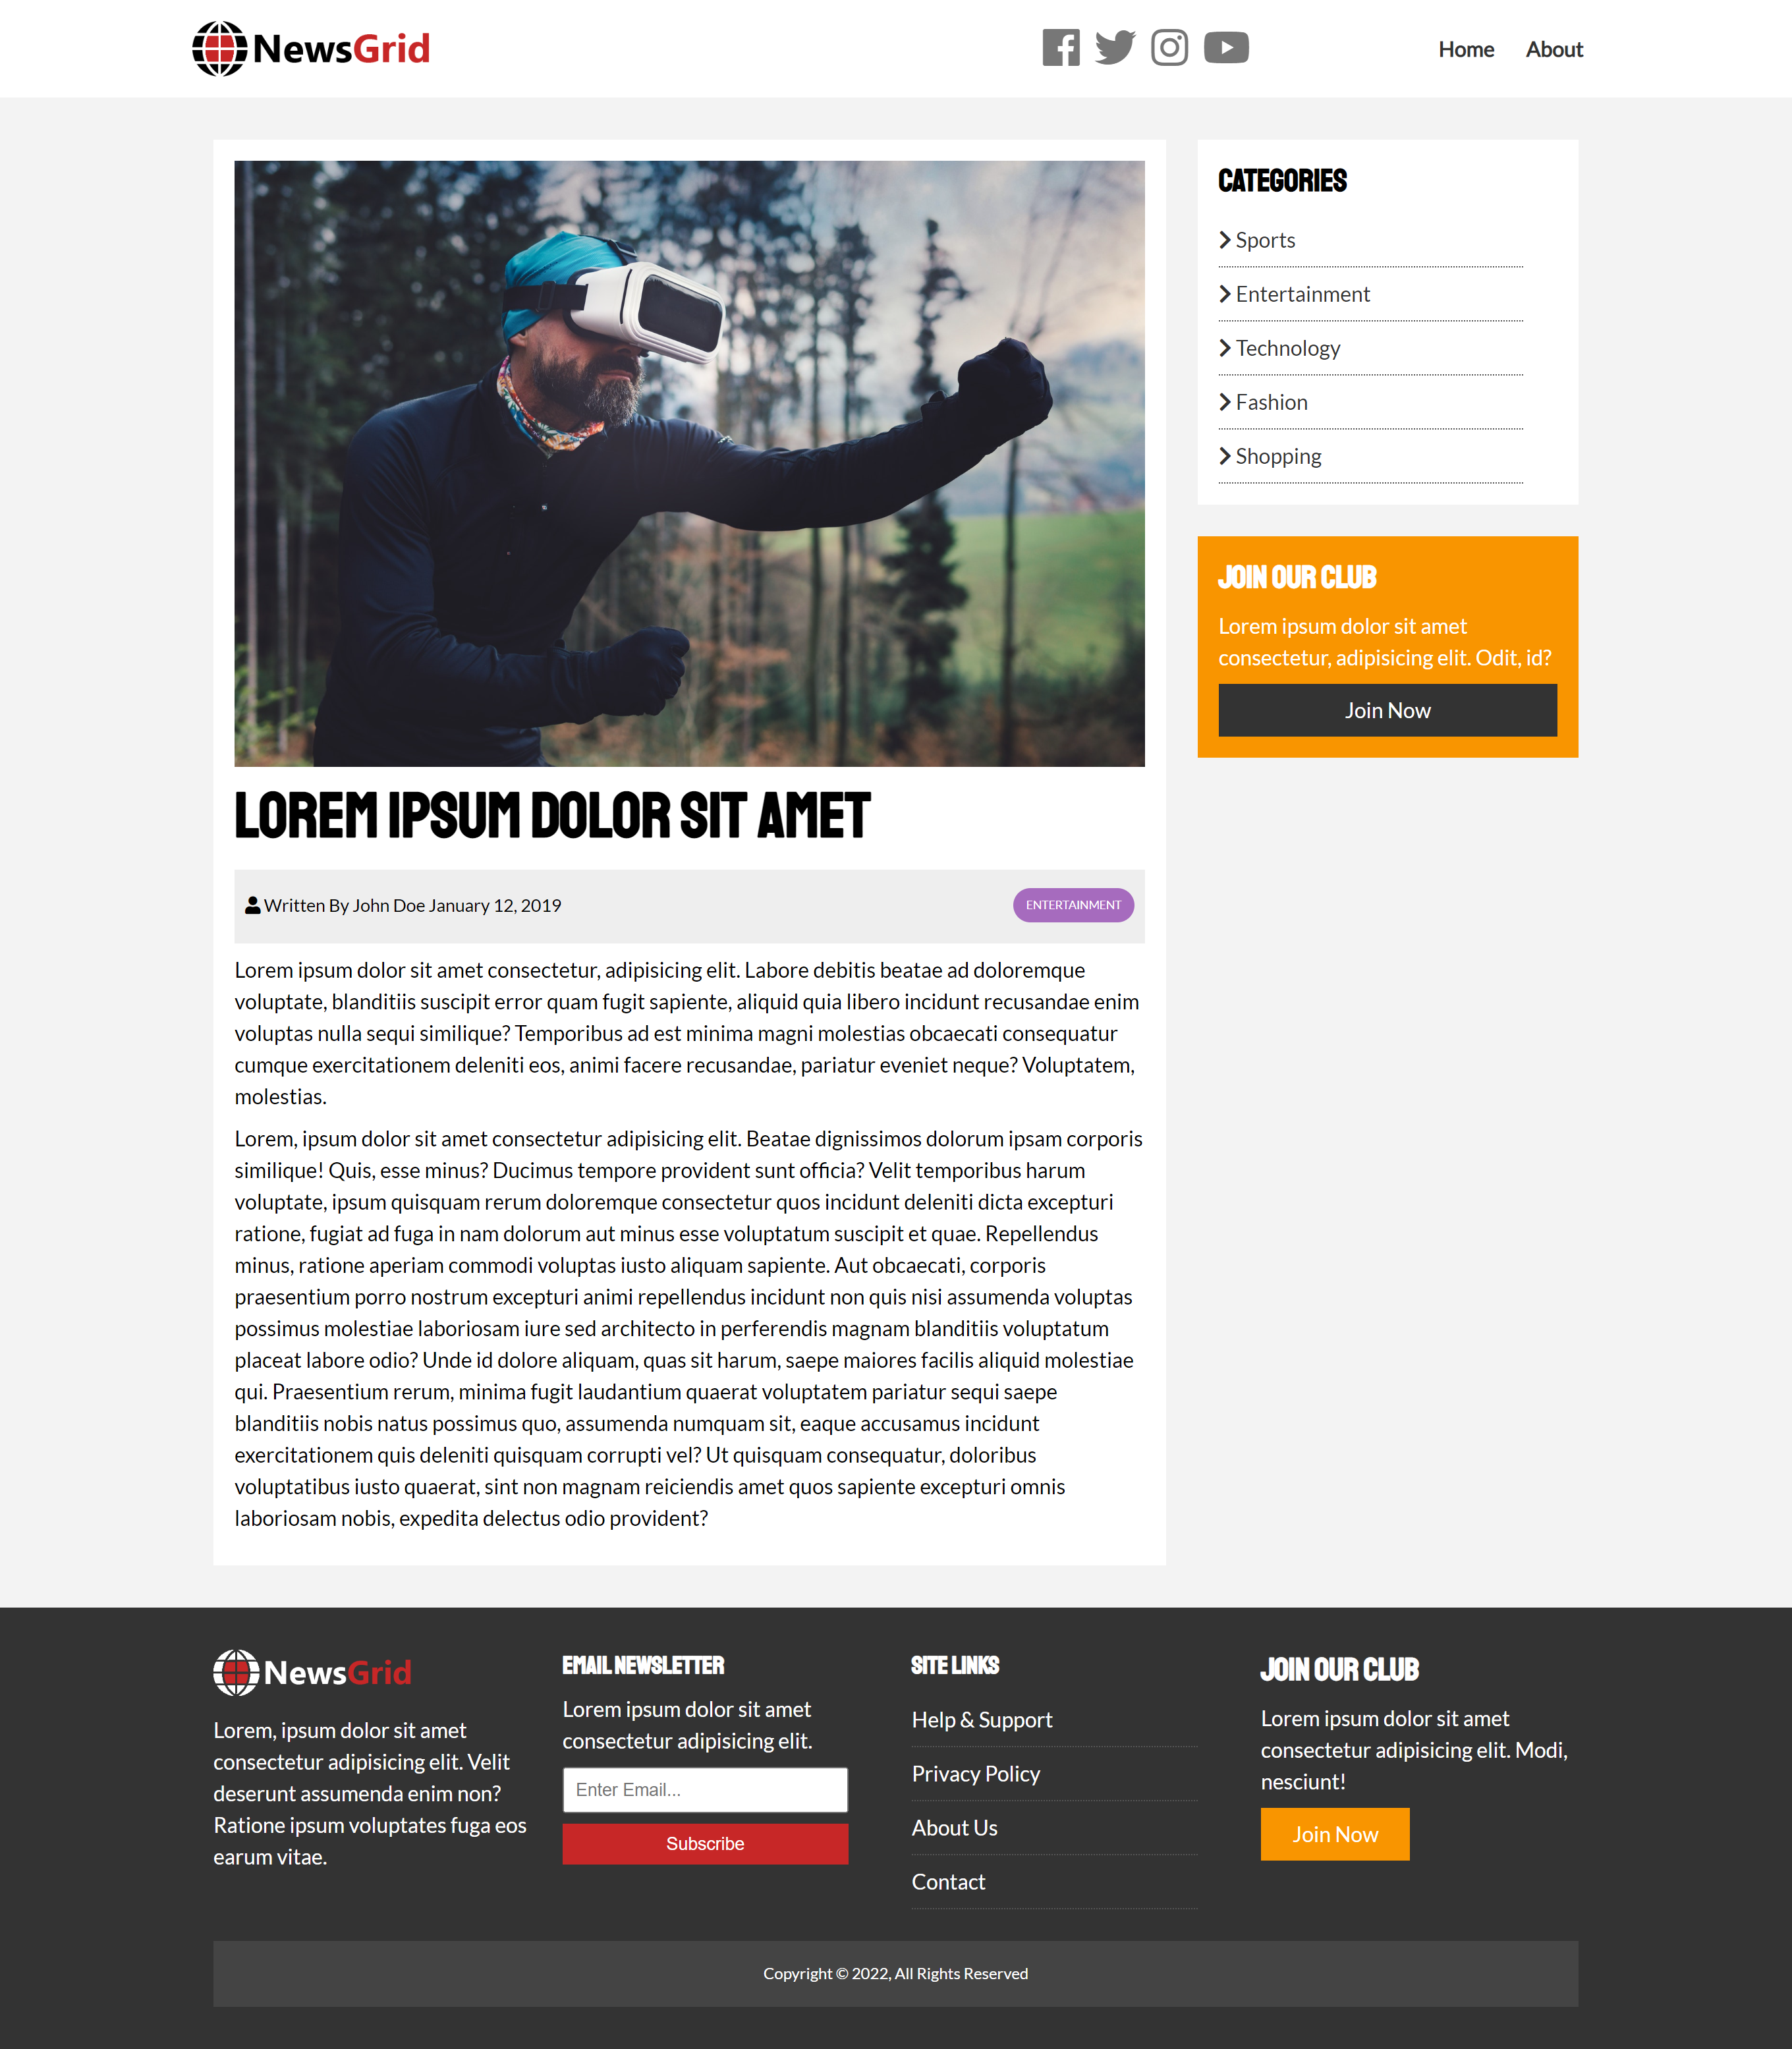 NewsGrid
Home About
LOREM IPSUM DOLOR SIT AMET
Written By John Doe January 12, 2019
ENTERTAINMENT
Lorem ipsum dolor sit amet consectetur, adipisicing elit. Labore debitis beatae ad doloremque
voluptate, blanditiis suscipit error quam fugit sapiente, aliquid quia libero incidunt recusandae enim
voluptas nulla sequi similique? Temporibus ad est minima magni molestias obcaecati consequatur
cumque exercitationem deleniti eos, animi facere recusandae, pariatur eveniet neque? Voluptatem,
molestias.
Lorem, ipsum dolor sit amet consectetur adipisicing elit. Beatae dignissimos dolorum ipsam corporis
similique! Quis, esse minus? Ducimus tempore provident sunt officia? Velit temporibus harum
voluptate, ipsum quisquam rerum doloremque consectetur quos incidunt deleniti dicta excepturi
ratione, fugiat ad fuga in nam dolorum aut minus esse voluptatum suscipit et quae. Repellendus
minus, ratione aperiam commodi voluptas iusto aliquam sapiente. Aut obcaecati, corporis
praesentium porro nostrum excepturi animi repellendus incidunt non quis nisi assumenda voluptas
possimus molestiae laboriosam iure sed architecto in perferendis magnam blanditiis voluptatum
placeat labore odio? Unde id dolore aliquam, quas sit harum, saepe maiores facilis aliquid molestiae
qui. Praesentium rerum, minima fugit laudantium quaerat voluptatem pariatur sequi saepe
blanditiis nobis natus possimus quo, assumenda numquam sit, eaque accusamus incidunt
exercitationem quis deleniti quisquam corrupti vel? Ut quisquam consequatur, doloribus
voluptatibus iusto quaerat, sint non magnam reiciendis amet quos sapiente excepturi omnis
laboriosam nobis, expedita delectus odio provident?
CATEGORIES
Sports
Entertainment
Technology
Fashion
Shopping
JOIN OUR CLUB
Lorem ipsum dolor sit amet
consectetur, adipisicing elit. Odit, id?
Join Now
NewsGrid
Lorem, ipsum dolor sit amet
consectetur adipisicing elit. Velit
deserunt assumenda enim non?
Ratione ipsum voluptates fuga eos
earum vitae.
EMAIL NEWSLETTER
Lorem ipsum dolor sit amet
consectetur adipisicing elit.
Enter Email...
Subscribe
SITE LINKS
Help & Support
Privacy Policy
About Us
Contact
JOIN OUR CLUB
Lorem ipsum dolor sit amet
consectetur adipisicing elit. Modi,
nesciunt!
Join Now
Copyright © 2022, All Rights Reserved